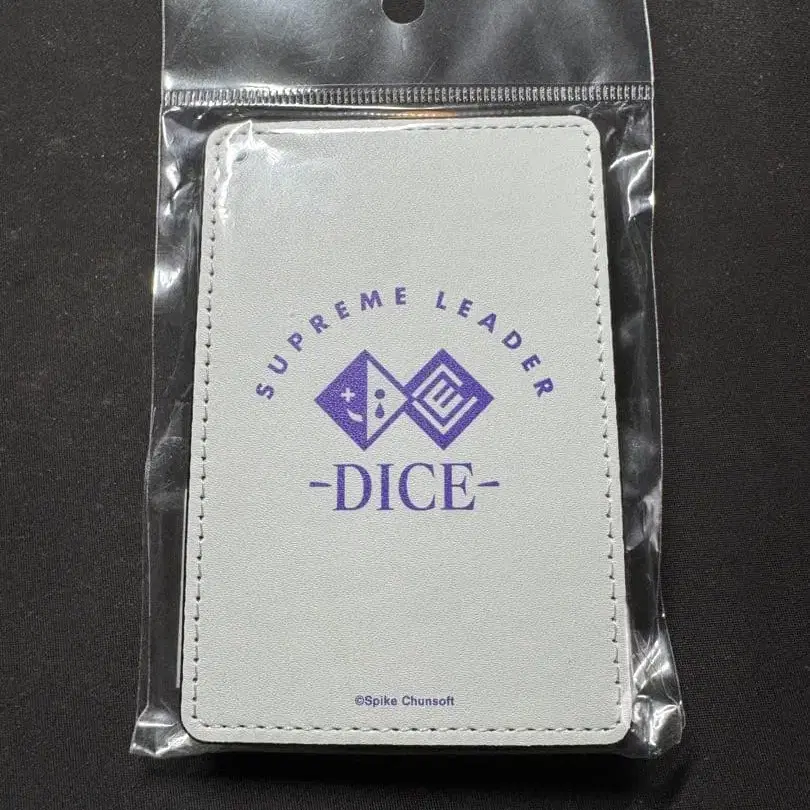 SUPREME LEADER
-DICE-
©Spike Chunsoft